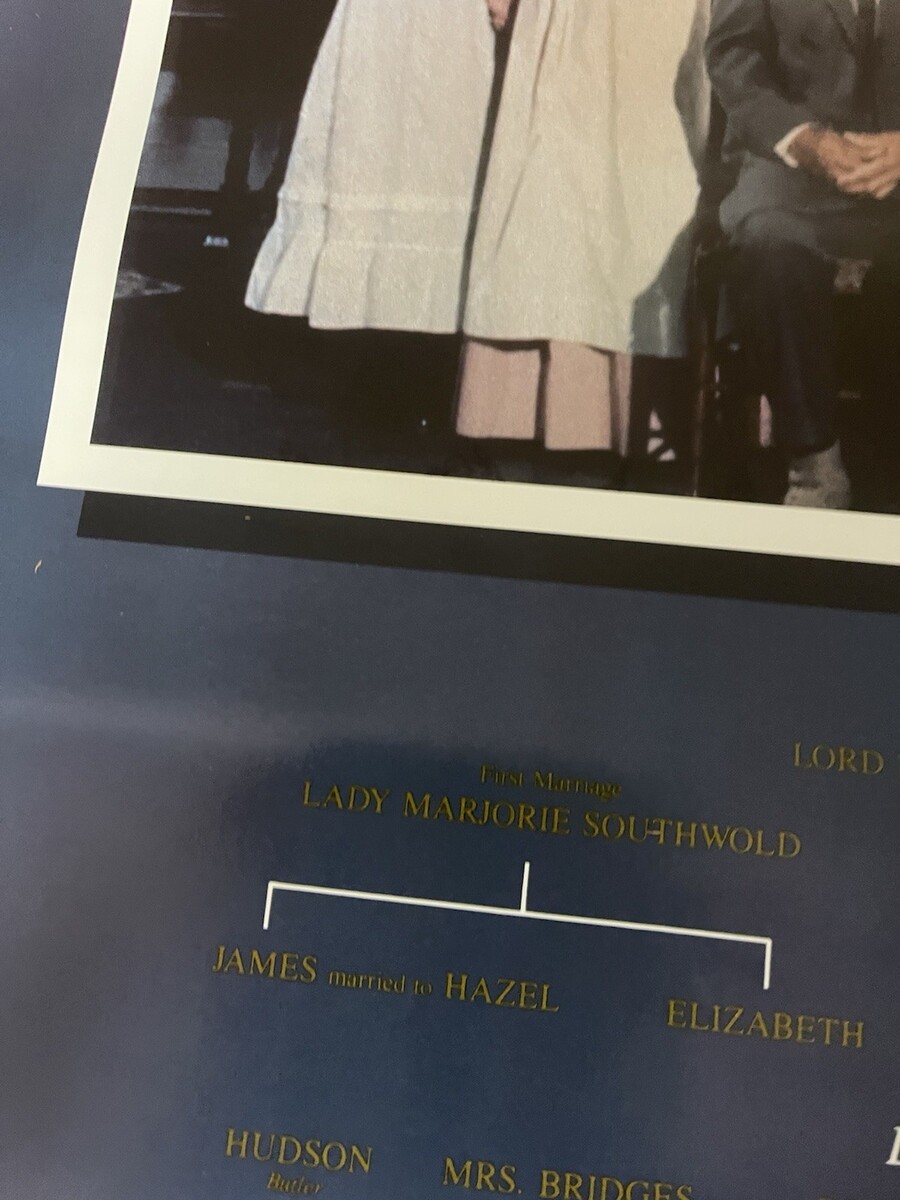 LORD
First Marriage
LADY MARJORIE SOUTHWOLD
JAMES married to HAZEL
ELIZABETH
HUDSON
Butler
MRS. BRIDGES